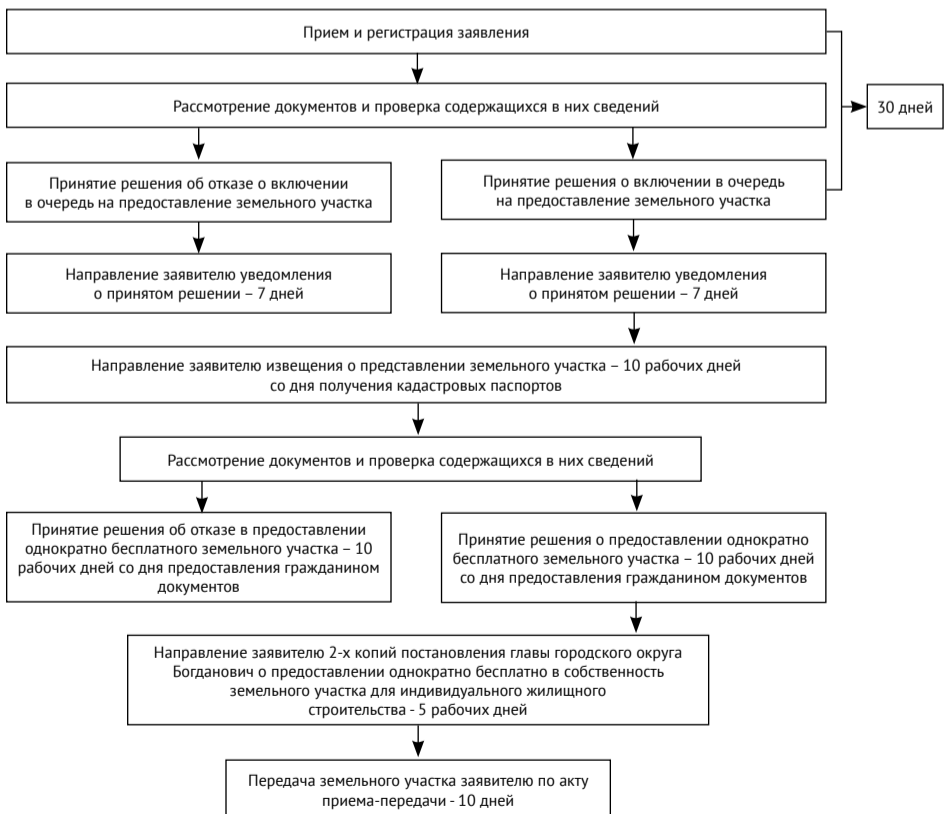 Прием и регистрация заявления
30 дней
Рассмотрение документов и проверка содержащихся в них сведений
Принятие решения об отказе о включении
в очередь на предоставление земельного участка
Принятие решения о включении в очередь
на предоставление земельного участка
Направление заявителю уведомления
о принятом решении – 7 дней
Направление заявителю уведомления
о принятом решении – 7 дней
Направление заявителю извещения о представлении земельного участка – 10 рабочих дней
со дня получения кадастровых паспортов
Рассмотрение документов и проверка содержащихся в них сведений
Принятие решения об отказе в предоставлении
однократно бесплатного земельного участка – 10
рабочих дней со дня предоставления гражданином
документов
Принятие решения о предоставлении однократно
бесплатного земельного участка – 10 рабочих дней
со дня предоставления гражданином документов
Направление заявителю 2-х копий постановления главы городского округа
Богданович о предоставлении однократно бесплатно в собственность
земельного участка для индивидуального жилищного
строительства - 5 рабочих дней
Передача земельного участка заявителю по акту
приема-передачи - 10 дней